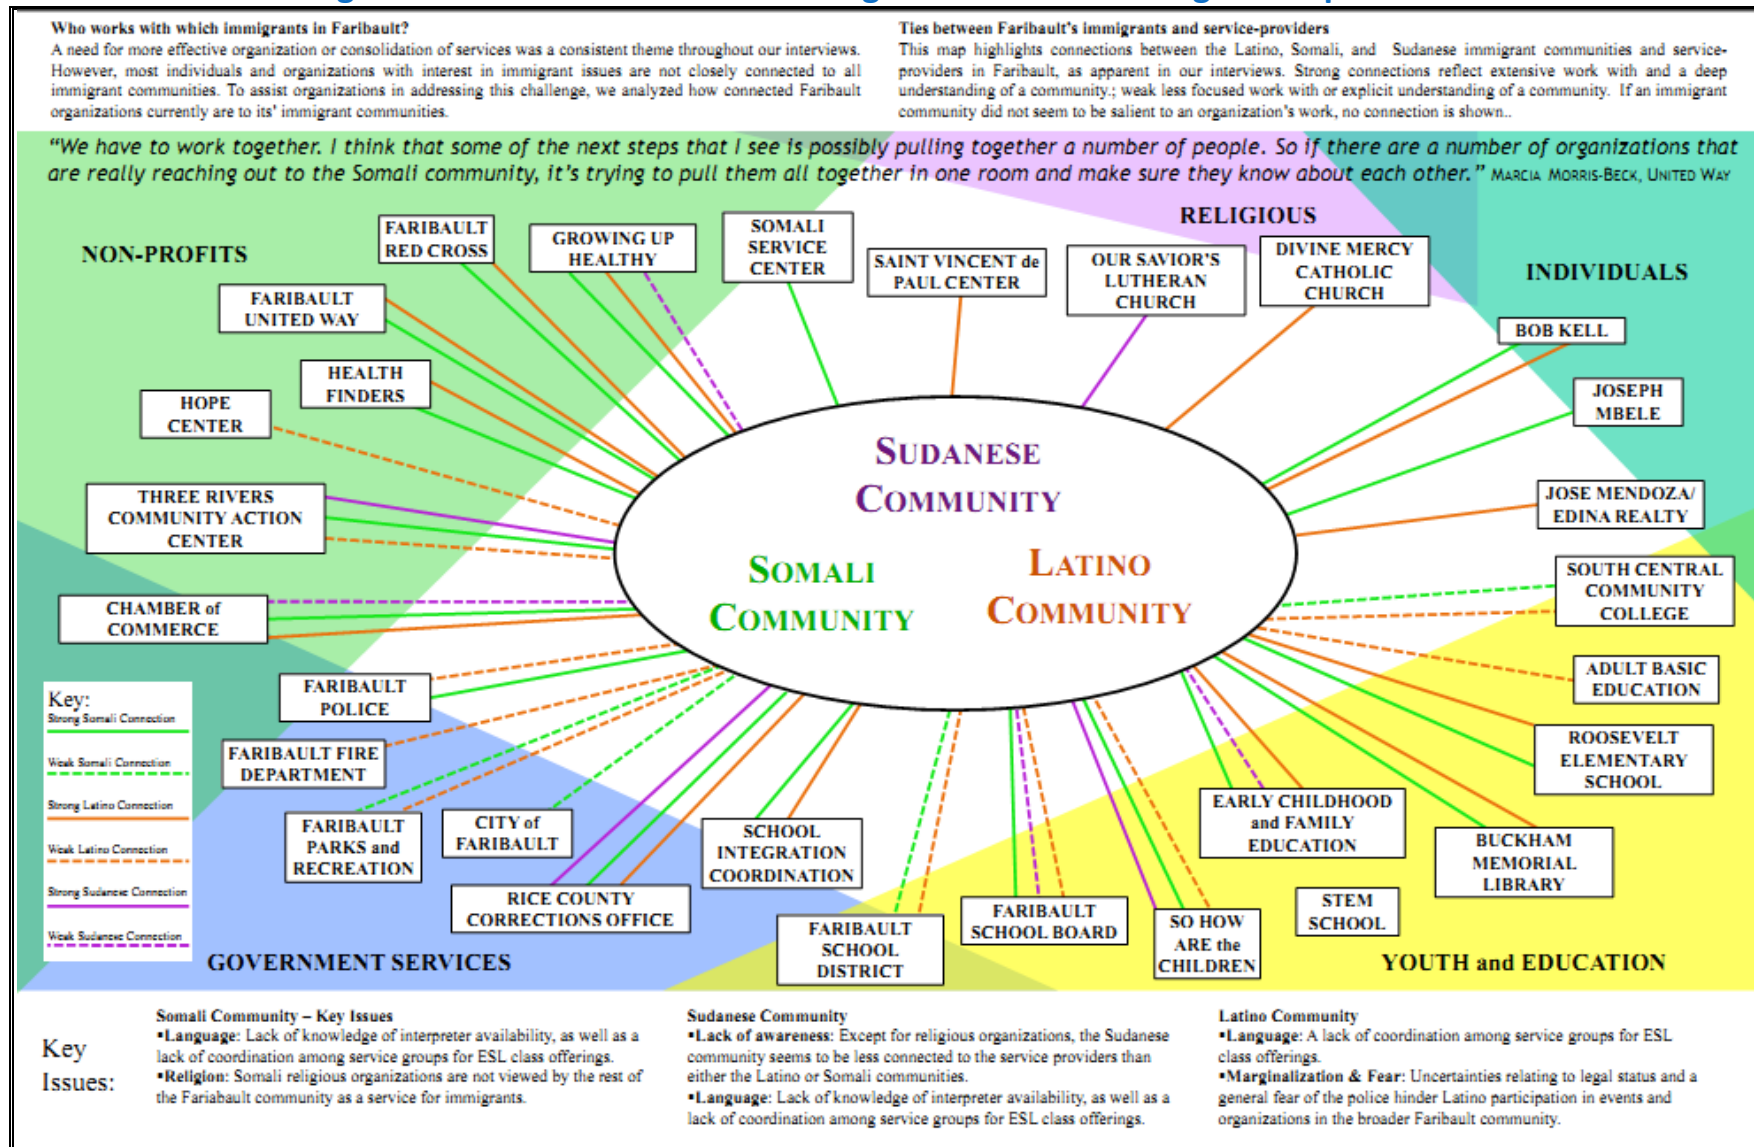 Who works with which immigrants in Faribault?
A need for more effective organization or consolidation of services was a consistent theme throughout our interviews.
However, most individuals and organizations with interest in immigrant issues are not closely connected to all
immigrant communities. To assist organizations in addressing this challenge, we analyzed how connected Faribault
organizations currently are to its' immigrant communities.
Ties between Faribault's immigrants and service-providers
This map highlights connections between the Latino, Somali, and Sudanese immigrant communities and service-
providers in Faribault, as apparent in our interviews. Strong connections reflect extensive work with and a deep
understanding of a community.; weak less focused work with or explicit understanding of a community. If an immigrant
community did not seem to be salient to an organization's work, no connection is shown..
"We have to work together. I think that some of the next steps that I see is possibly pulling together a number of people. So if there are a number of organizations that
are really reaching out to the Somali community, it's trying to pull them all together in one room and make sure they know about each other." MARCIA MORRIS-BECK, UNITED WAY
NON-PROFITS
RELIGIOUS
INDIVIDUALS
FARIBAULT
RED CROSS
GROWING UP
HEALTHY
SOMALI
SERVICE
CENTER
SAINT VINCENT de
PAUL CENTER
OUR SAVIOR'S
LUTHERAN
CHURCH
DIVINE MERCY
CATHOLIC
CHURCH
FARIBAULT
UNITED WAY
BOB KELL
HEALTH
FINDERS
JOSEPH
MBELE
HOPE
CENTER
THREE RIVERS
COMMUNITY ACTION
CENTER
JOSE MENDOZA/
EDINA REALTY
SUDANESE
COMMUNITY
SOMALI
COMMUNITY
LATINO
COMMUNITY
SOUTH CENTRAL
COMMUNITY
COLLEGE
CHAMBER of
COMMERCE
ADULT BASIC
EDUCATION
FARIBAULT
POLICE
ROOSEVELT
ELEMENTARY
SCHOOL
FARIBAULT FIRE
DEPARTMENT
FARIBAULT
PARKS and
RECREATION
CITY of
FARIBAULT
SCHOOL
INTEGRATION
COORDINATION
EARLY CHILDHOOD
and FAMILY
EDUCATION
BUCKHAM
MEMORIAL
LIBRARY
RICE COUNTY
CORRECTIONS OFFICE
FARIBAULT
SCHOOL
DISTRICT
FARIBAULT
SCHOOL BOARD
SO HOW
ARE the
CHILDREN
STEM
SCHOOL
Key:
Strong Somali Connection
Weak Somali Connection
Strong Latino Connection
Weak Latino Connection
Strong Sudanese Connection
Weak Sudanese Connection
GOVERNMENT SERVICES
YOUTH and EDUCATION
Key
Issues:
Somali Community – Key Issues
▪Language: Lack of knowledge of interpreter availability, as well as a
lack of coordination among service groups for ESL class offerings.
▪Religion: Somali religious organizations are not viewed by the rest of
the Fariabault community as a service for immigrants.
Sudanese Community
▪Lack of awareness: Except for religious organizations, the Sudanese
community seems to be less connected to the service providers than
either the Latino or Somali communities.
▪Language: Lack of knowledge of interpreter availability, as well as a
lack of coordination among service groups for ESL class offerings.
Latino Community
▪Language: A lack of coordination among service groups for ESL
class offerings.
▪Marginalization & Fear: Uncertainties relating to legal status and a
general fear of the police hinder Latino participation in events and
organizations in the broader Faribault community.